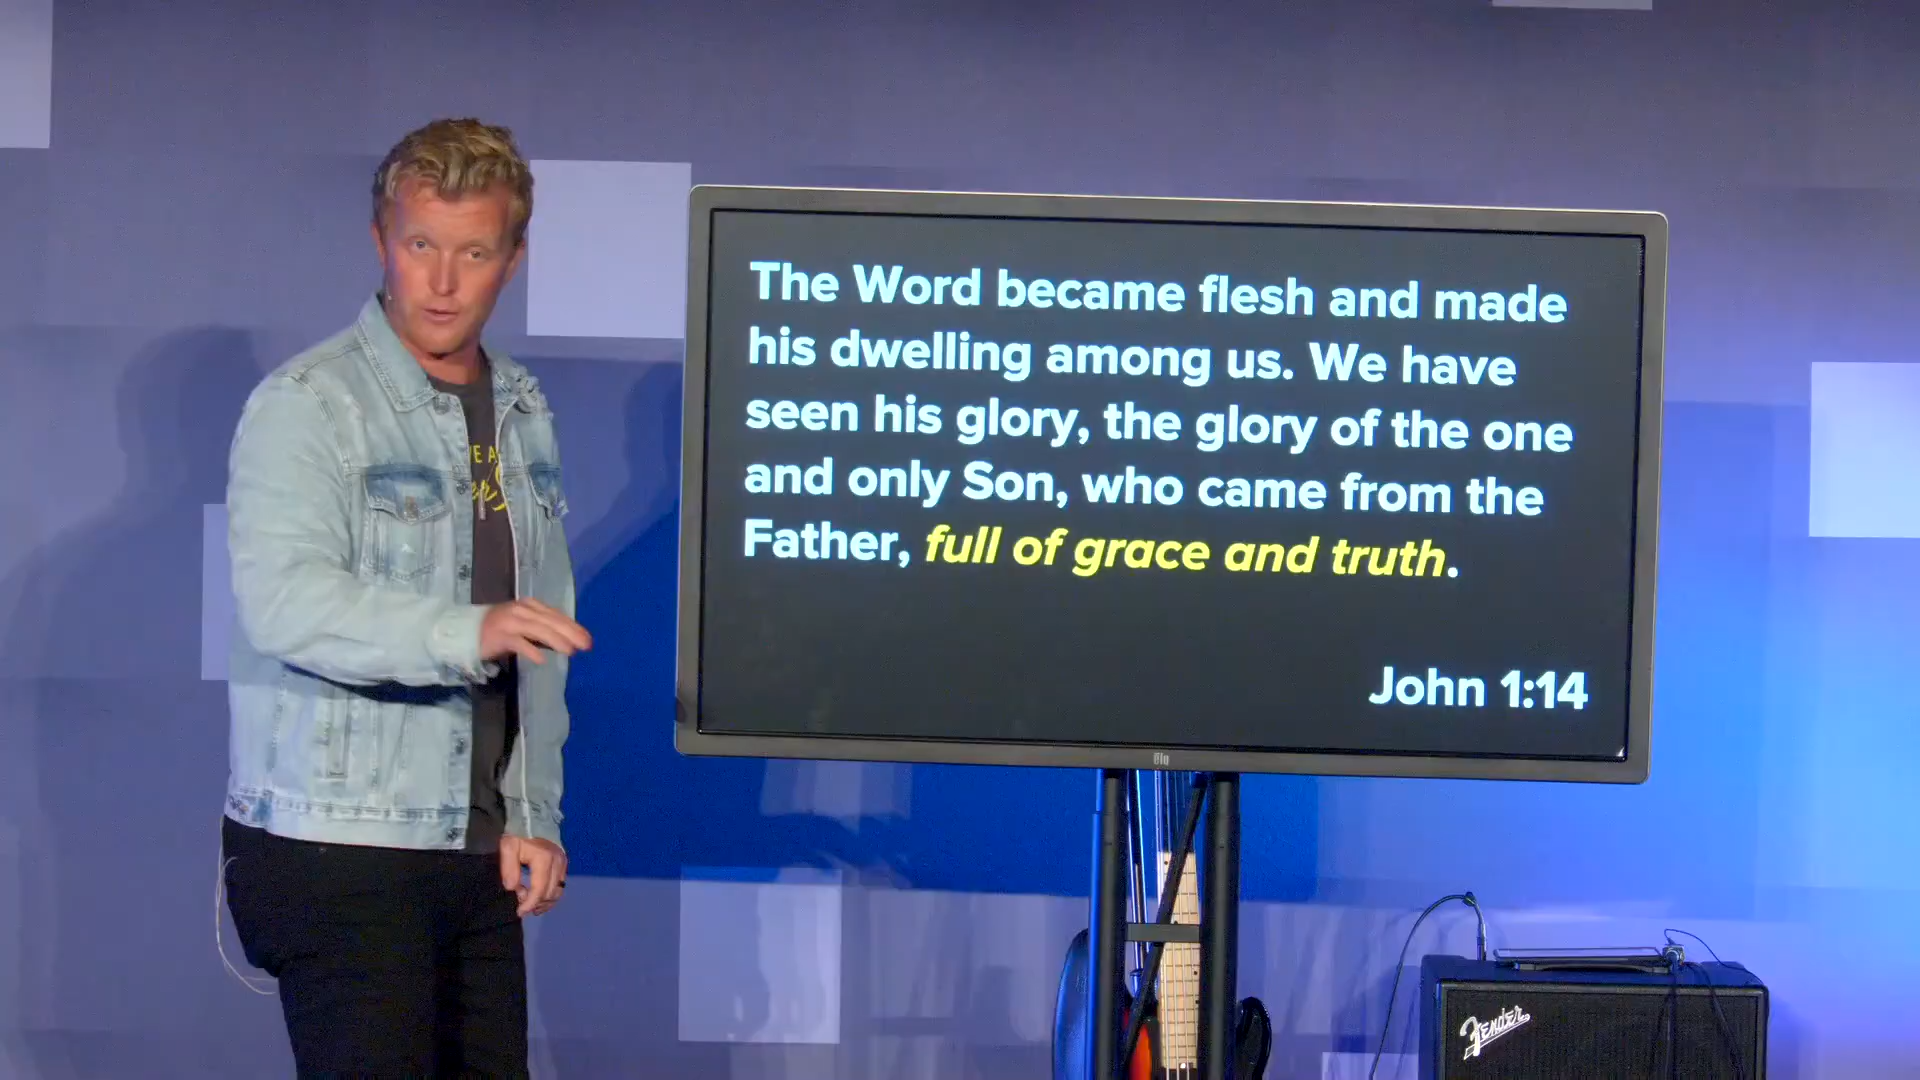 The Word became flesh and made
his dwelling among us. We have
seen his glory, the glory of the one
and only Son, who came from the
Father, full of grace and truth.
John 1:14
elo
Fender